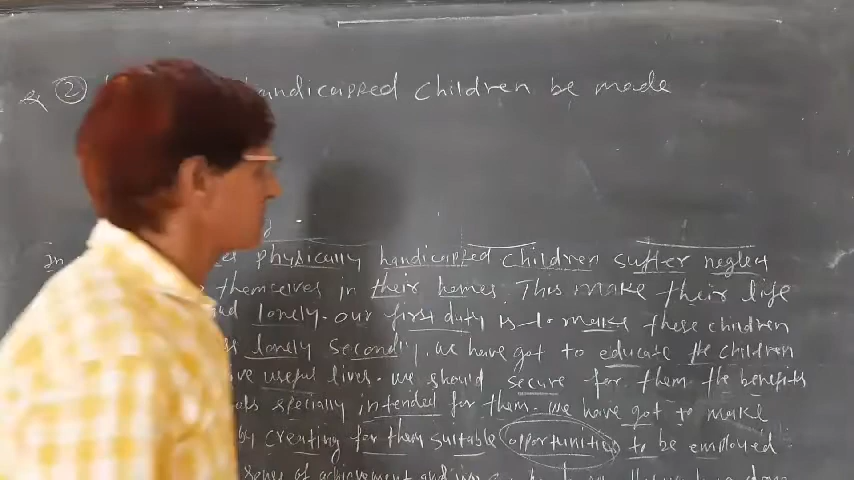 Q (2) handicapped children be made
In physically handicapped children suffer neglect
themselves in their homes. This make their life
lonely. our first duty is to make these children
lonely secondly, we have got to educate the children
useful lives. we should secure for them the benefits
specially intended for them. we have got to make
by creating for them suitable opportunities to be employed.
of achievement and